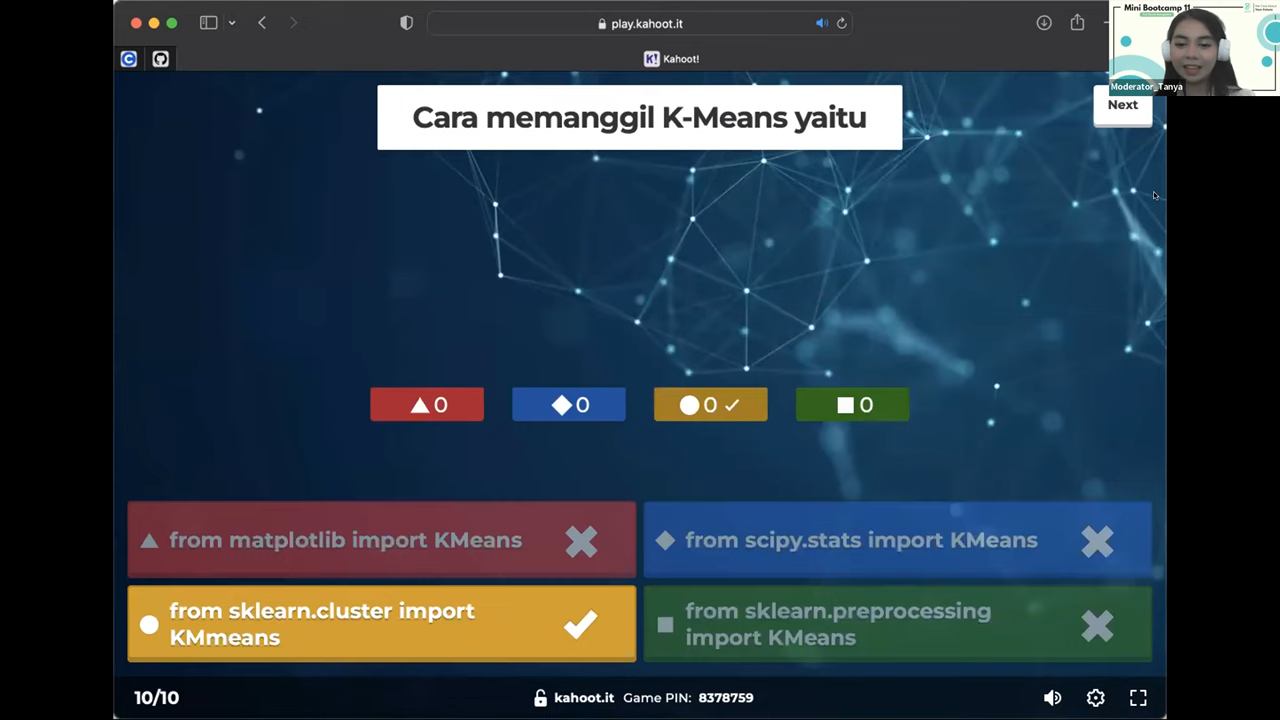 play.kahoot.it
Kahoot!
Mini Bootcamp 11
Moderator_Tanya
Next
Cara memanggil K-Means yaitu
0
0
0
0
from matplotlib import KMeans
from scipy.stats import KMeans
from sklearn.cluster import
KMmeans
from sklearn.preprocessing
import KMeans
10/10
kahoot.it Game PIN: 8378759